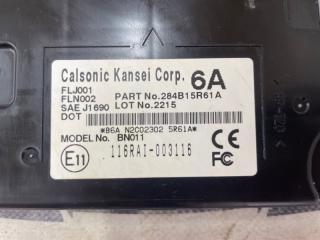 Calsonic Kansei Corp. 6A
FLJ001
FLN002 PART No.284B15R61A
SAE J1690 LOT No.2215
DOT
*B6A N2C02302 5R61A*
MODEL No. BN011
E11 116RAI-003116 CE